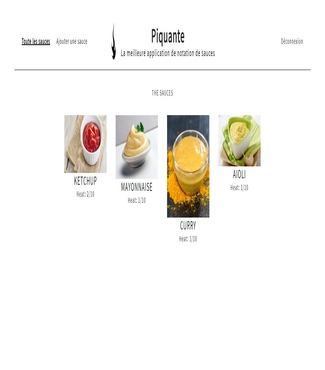 Piquante
La meilleure application de notation de sauces
Toute les sauces Ajouter une sauce
Déconnexion
THE SAUCES
KETCHUP
Heat: 2/10
MAYONNAISE
Heat: 1/10
CURRY
Heat: 3/10
AIOLI
Heat: 1/10